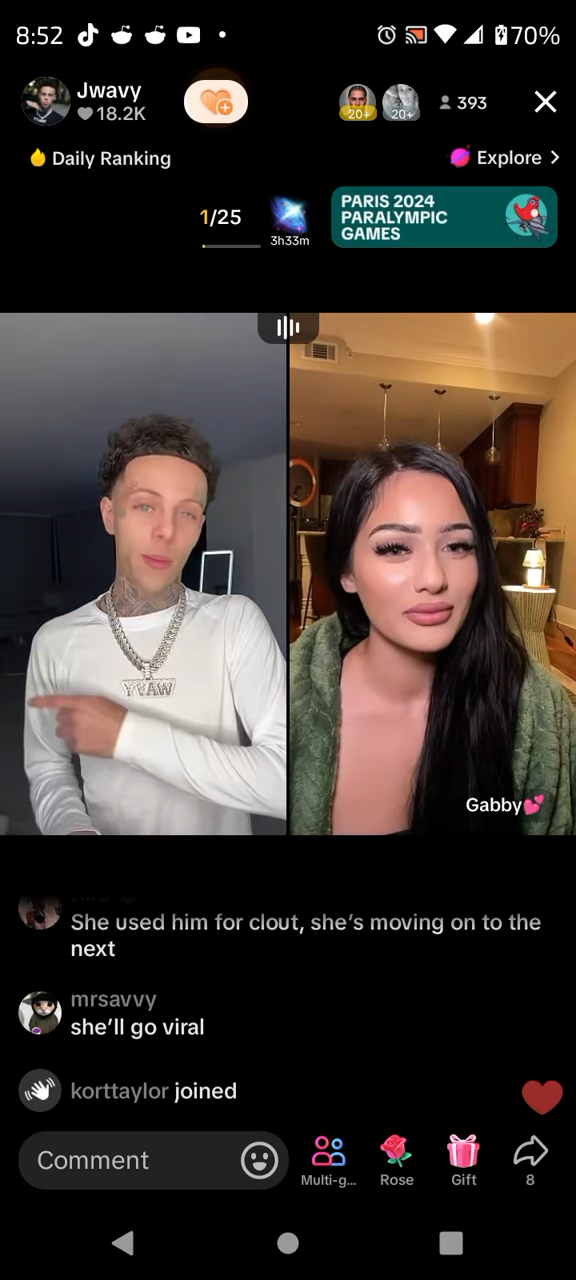 8:52
70%
Jwavy
18.2K
20+
20+
393
Daily Ranking
Explore >
1/25
3h33m
PARIS 2024
PARALYMPIC
GAMES
YVAW
Gabby💕
She used him for clout, she’s moving on to the
next
mrsavvy
she’ll go viral
korttaylor joined
Comment
Multi-g...
Rose
Gift
8